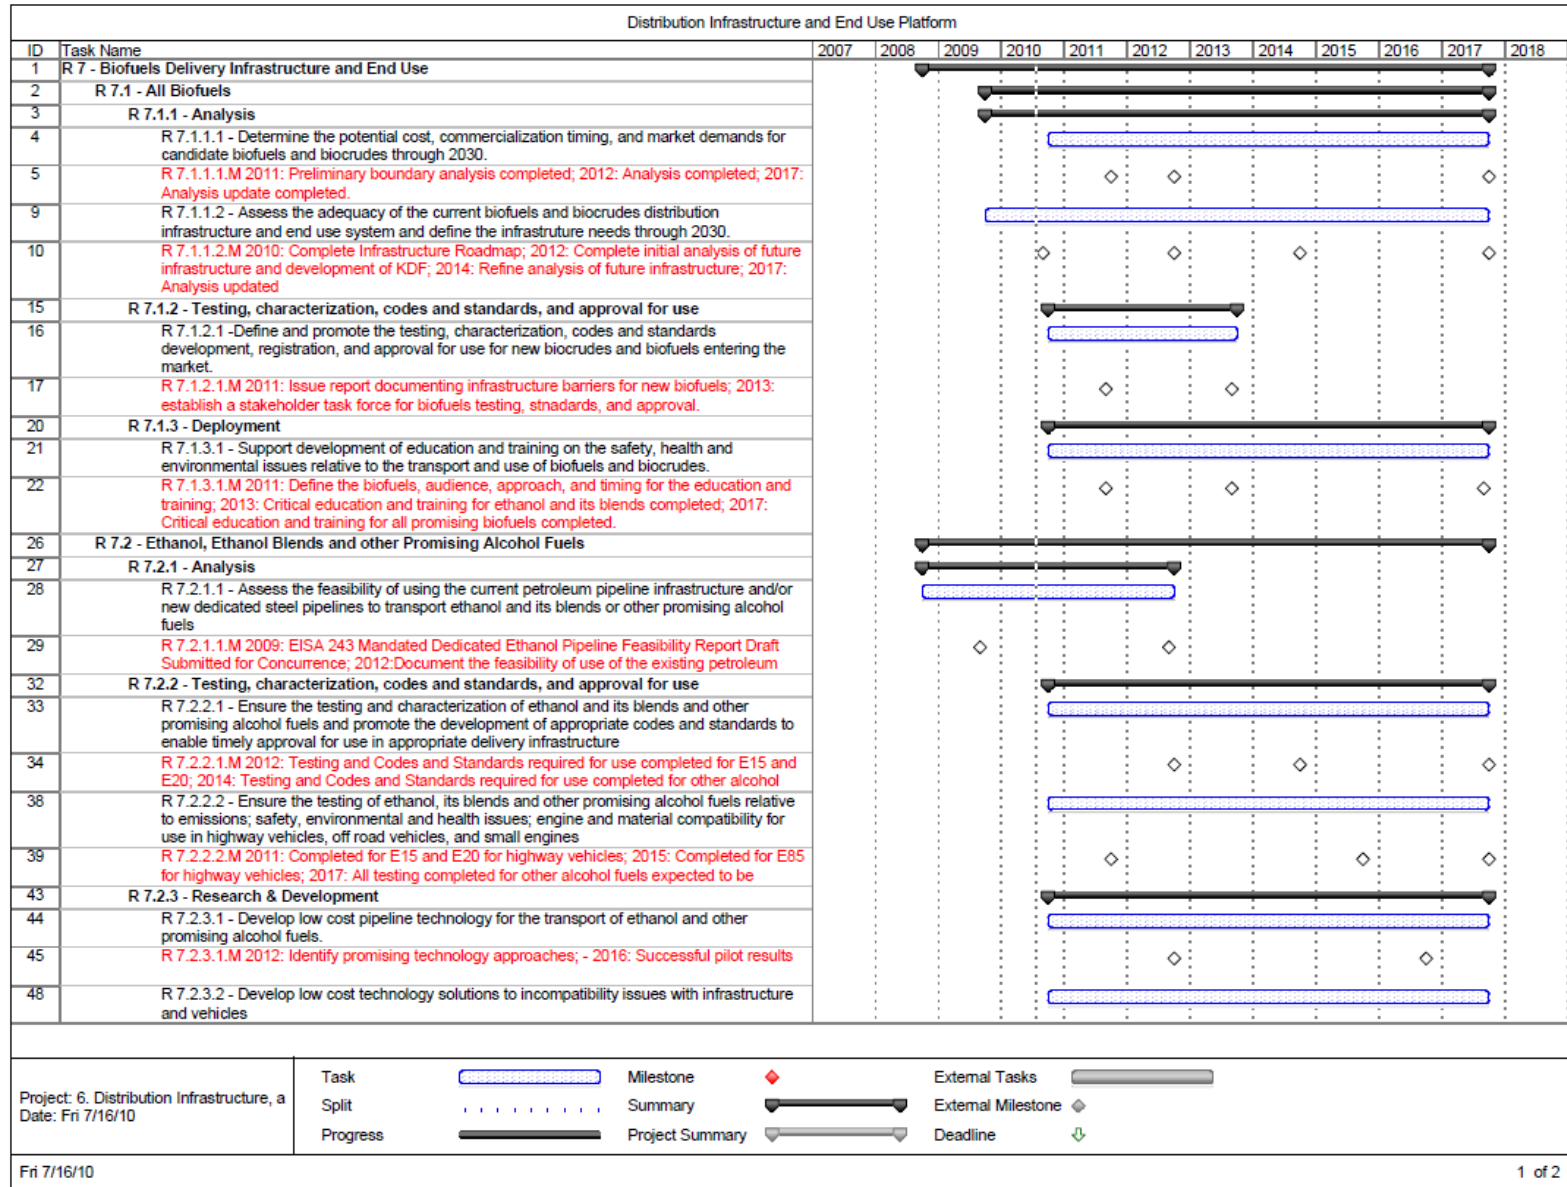 Distribution Infrastructure and End Use Platform
ID Task Name 2007 2008 2009 2010 2011 2012 2013 2014 2015 2016 2017 2018
1 R 7 - Biofuels Delivery Infrastructure and End Use
2 R 7.1 - All Biofuels
3 R 7.1.1 - Analysis
4 R 7.1.1.1 - Determine the potential cost, commercialization timing, and market demands for
candidate biofuels and biocrudes through 2030.
5 R 7.1.1.1.M 2011: Preliminary boundary analysis completed; 2012: Analysis completed; 2017:
Analysis update completed.
9 R 7.1.1.2 - Assess the adequacy of the current biofuels and biocrudes distribution
infrastructure and end use system and define the infrastruture needs through 2030.
10 R 7.1.1.2.M 2010: Complete Infrastructure Roadmap; 2012: Complete initial analysis of future
infrastructure and development of KDF; 2014: Refine analysis of future infrastructure; 2017:
Analysis updated
15 R 7.1.2 - Testing, characterization, codes and standards, and approval for use
16 R 7.1.2.1 -Define and promote the testing, characterization, codes and standards
development, registration, and approval for use for new biocrudes and biofuels entering the
market.
17 R 7.1.2.1.M 2011: Issue report documenting infrastructure barriers for new biofuels; 2013:
establish a stakeholder task force for biofuels testing, stnadards, and approval.
20 R 7.1.3 - Deployment
21 R 7.1.3.1 - Support development of education and training on the safety, health and
environmental issues relative to the transport and use of biofuels and biocrudes.
22 R 7.1.3.1.M 2011: Define the biofuels, audience, approach, and timing for the education and
training; 2013: Critical education and training for ethanol and its blends completed; 2017:
Critical education and training for all promising biofuels completed.
26 R 7.2 - Ethanol, Ethanol Blends and other Promising Alcohol Fuels
27 R 7.2.1 - Analysis
28 R 7.2.1.1 - Assess the feasibility of using the current petroleum pipeline infrastructure and/or
new dedicated steel pipelines to transport ethanol and its blends or other promising alcohol
fuels
29 R 7.2.1.1.M 2009: EISA 243 Mandated Dedicated Ethanol Pipeline Feasibility Report Draft
Submitted for Concurrence; 2012:Document the feasibility of use of the existing petroleum
32 R 7.2.2 - Testing, characterization, codes and standards, and approval for use
33 R 7.2.2.1 - Ensure the testing and characterization of ethanol and its blends and other
promising alcohol fuels and promote the development of appropriate codes and standards to
enable timely approval for use in appropriate delivery infrastructure
34 R 7.2.2.1.M 2012: Testing and Codes and Standards required for use completed for E15 and
E20; 2014: Testing and Codes and Standards required for use completed for other alcohol
38 R 7.2.2.2 - Ensure the testing of ethanol, its blends and other promising alcohol fuels relative
to emissions; safety, environmental and health issues; engine and material compatibility for
use in highway vehicles, off road vehicles, and small engines
39 R 7.2.2.2.M 2011: Completed for E15 and E20 for highway vehicles; 2015: Completed for E85
for highway vehicles; 2017: All testing completed for other alcohol fuels expected to be
43 R 7.2.3 - Research & Development
44 R 7.2.3.1 - Develop low cost pipeline technology for the transport of ethanol and other
promising alcohol fuels.
45 R 7.2.3.1.M 2012: Identify promising technology approaches; - 2016: Successful pilot results
48 R 7.2.3.2 - Develop low cost technology solutions to incompatibility issues with infrastructure
and vehicles
Project: 6. Distribution Infrastructure, a
Date: Fri 7/16/10
Task Milestone External Tasks
Split Summary External Milestone
Progress Project Summary Deadline
Fri 7/16/10 1 of 2